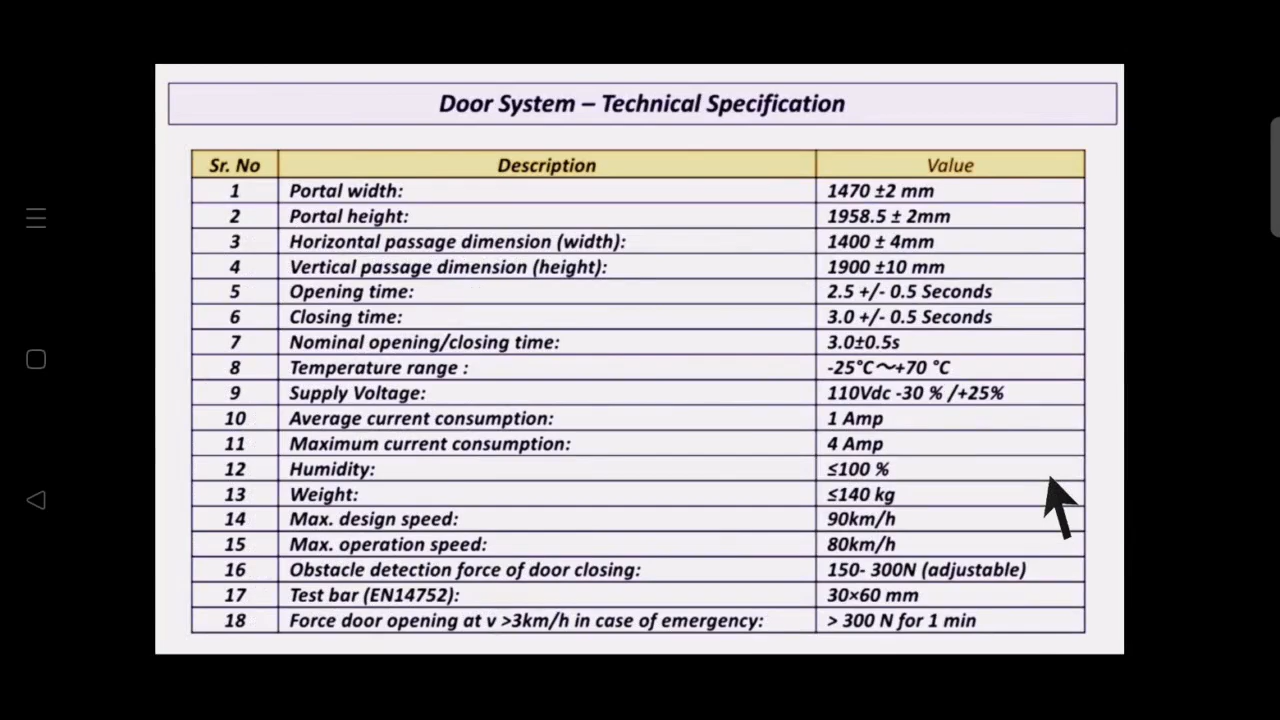 Door System – Technical Specification
Sr. No Description Value
1 Portal width: 1470 ±2 mm
2 Portal height: 1958.5 ± 2mm
3 Horizontal passage dimension (width): 1400 ± 4mm
4 Vertical passage dimension (height): 1900 ±10 mm
5 Opening time: 2.5 +/- 0.5 Seconds
6 Closing time: 3.0 +/- 0.5 Seconds
7 Nominal opening/closing time: 3.0±0.5s
8 Temperature range : -25°C～+70 °C
9 Supply Voltage: 110Vdc -30 % /+25%
10 Average current consumption: 1 Amp
11 Maximum current consumption: 4 Amp
12 Humidity: ≤100 %
13 Weight: ≤140 kg
14 Max. design speed: 90km/h
15 Max. operation speed: 80km/h
16 Obstacle detection force of door closing: 150- 300N (adjustable)
17 Test bar (EN14752): 30×60 mm
18 Force door opening at v >3km/h in case of emergency: > 300 N for 1 min